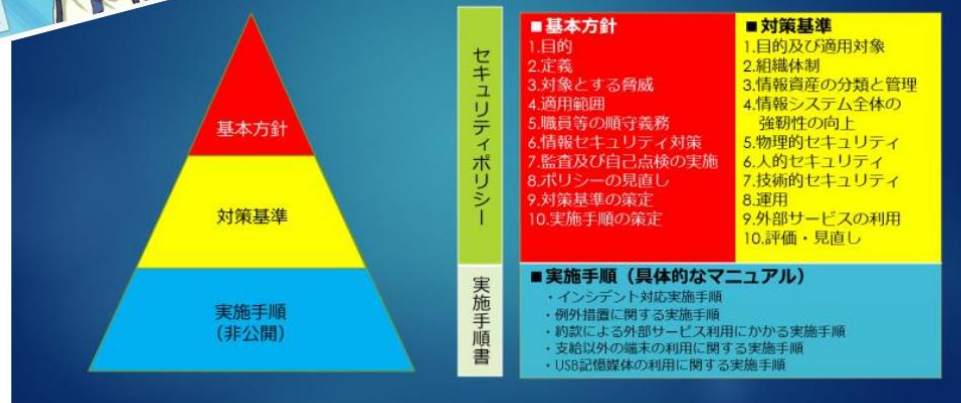 基本方針
対策基準
実施手順
(非公開)
セキュリティポリシー
実施手順書
■基本方針
1.目的
2.定義
3.対象とする脅威
4.適用範囲
5.職員等の順守義務
6.情報セキュリティ対策
7.監査及び自己点検の実施
8.ポリシーの見直し
9.対策基準の策定
10.実施手順の策定
■対策基準
1.目的及び適用対象
2.組織体制
3.情報資産の分類と管理
4.情報システム全体の
強靭性の向上
5.物理的セキュリティ
6.人的セキュリティ
7.技術的セキュリティ
8.運用
9.外部サービスの利用
10.評価・見直し
■実施手順（具体的なマニュアル）
・インシデント対応実施手順
・例外措置に関する実施手順
・約款による外部サービス利用にかかる実施手順
・支給以外の端末の利用に関する実施手順
・USB記憶媒体の利用に関する実施手順